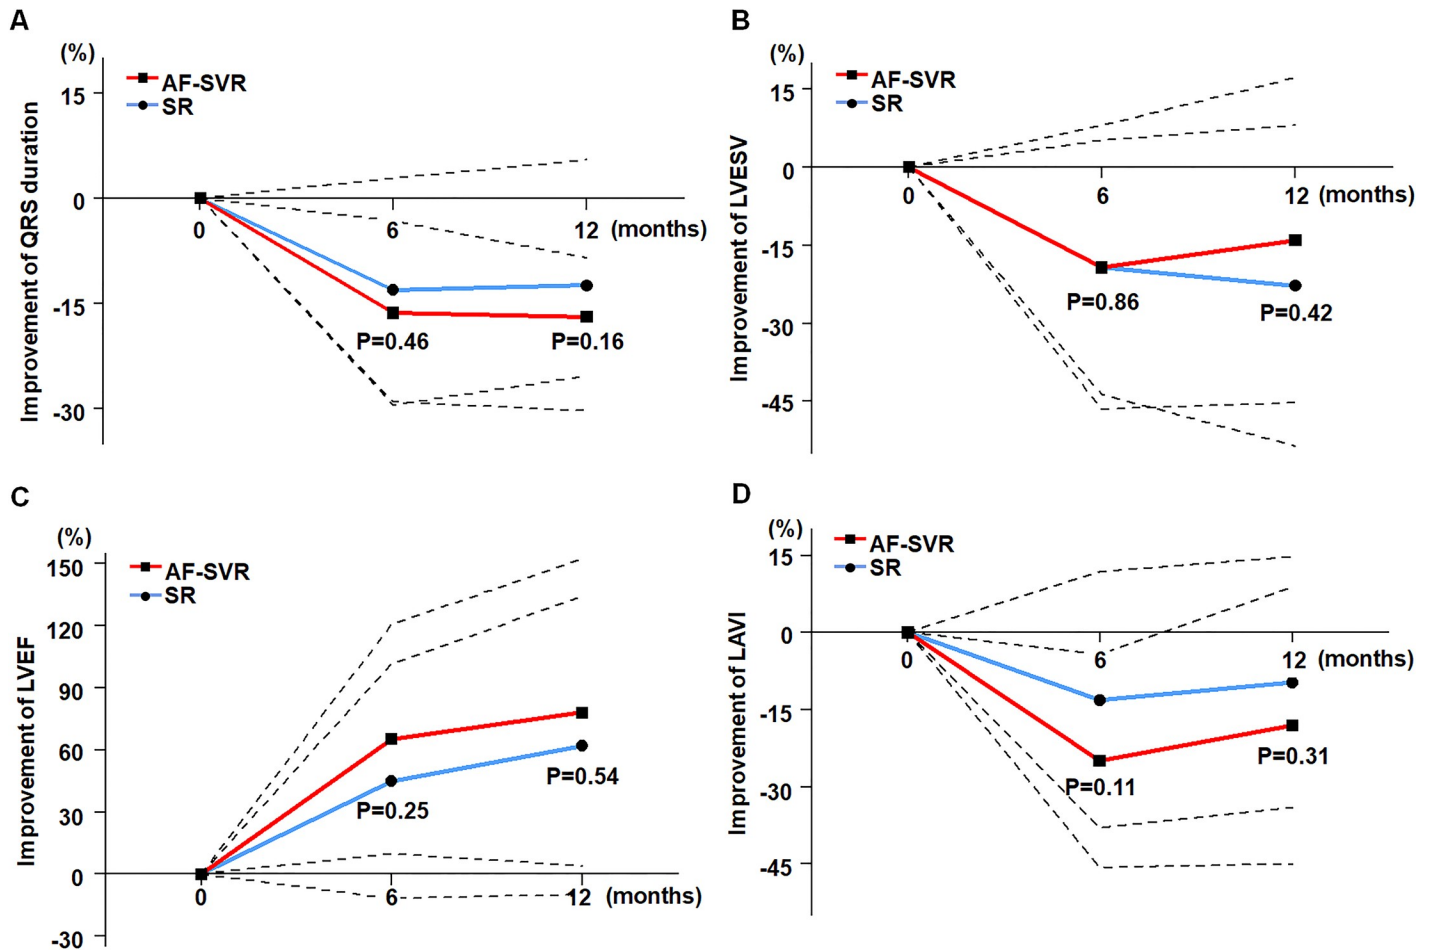 A
(%)
AF-SVR
SR
15
0
-15
-30
0
6
12
(months)
P=0.46
P=0.16
Improvement of QRS duration
B
(%)
AF-SVR
SR
15
0
-15
-30
-45
0
6
12
(months)
P=0.86
P=0.42
Improvement of LVESV
C
(%)
AF-SVR
SR
150
120
90
60
30
0
-30
0
6
12
(months)
P=0.25
P=0.54
Improvement of LVEF
D
(%)
AF-SVR
SR
15
0
-15
-30
-45
0
6
12
(months)
P=0.11
P=0.31
Improvement of LAVI